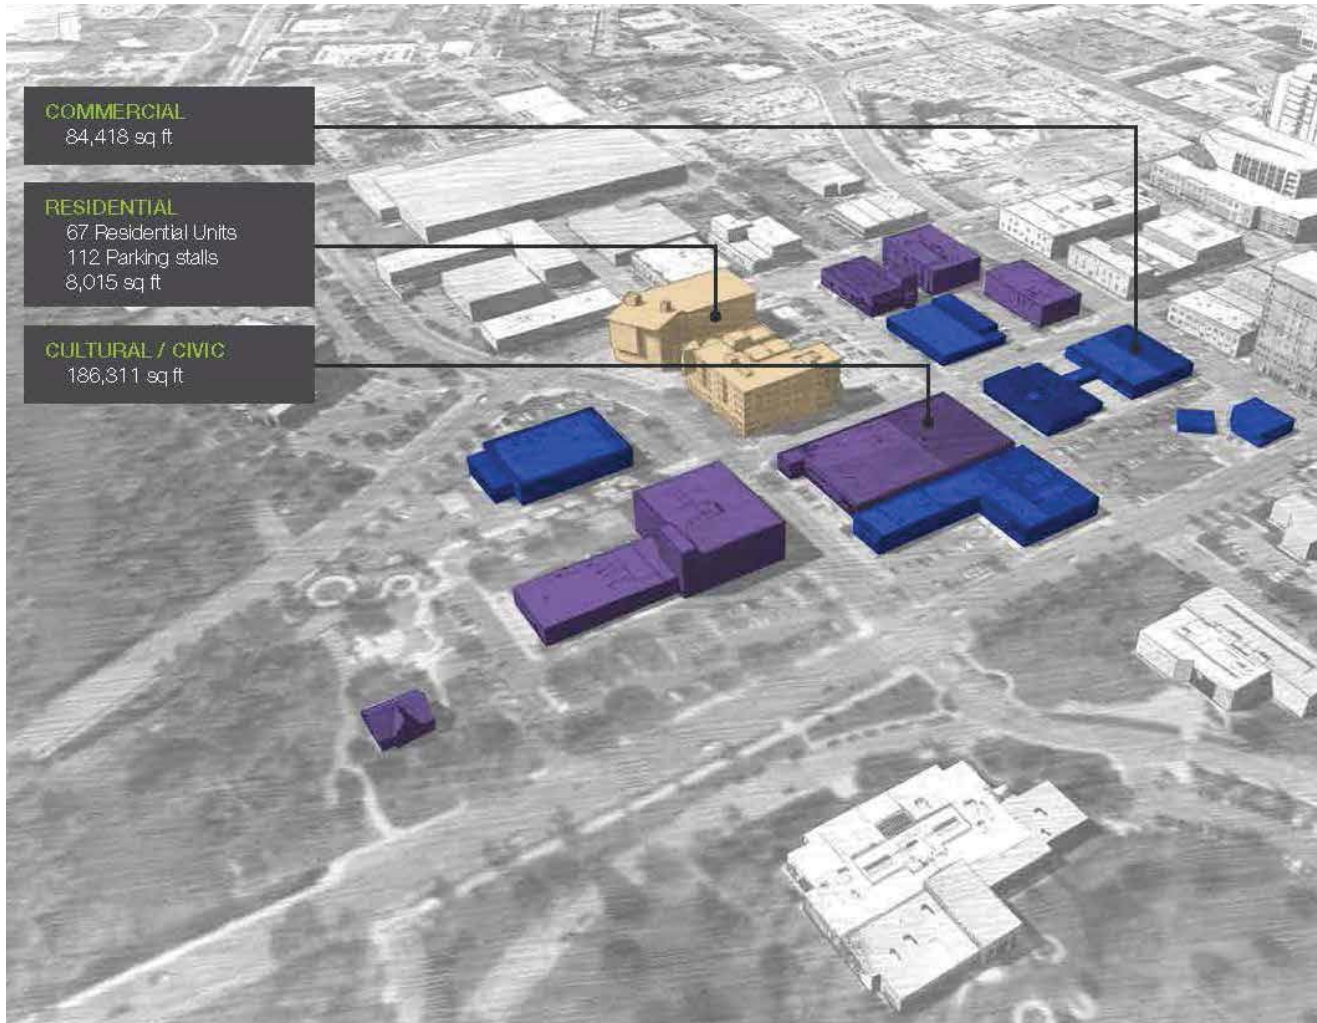 COMMERCIAL
84,418 sq ft
RESIDENTIAL
67 Residential Units
112 Parking stalls
8,015 sq ft
CULTURAL / CIVIC
186,311 sq ft